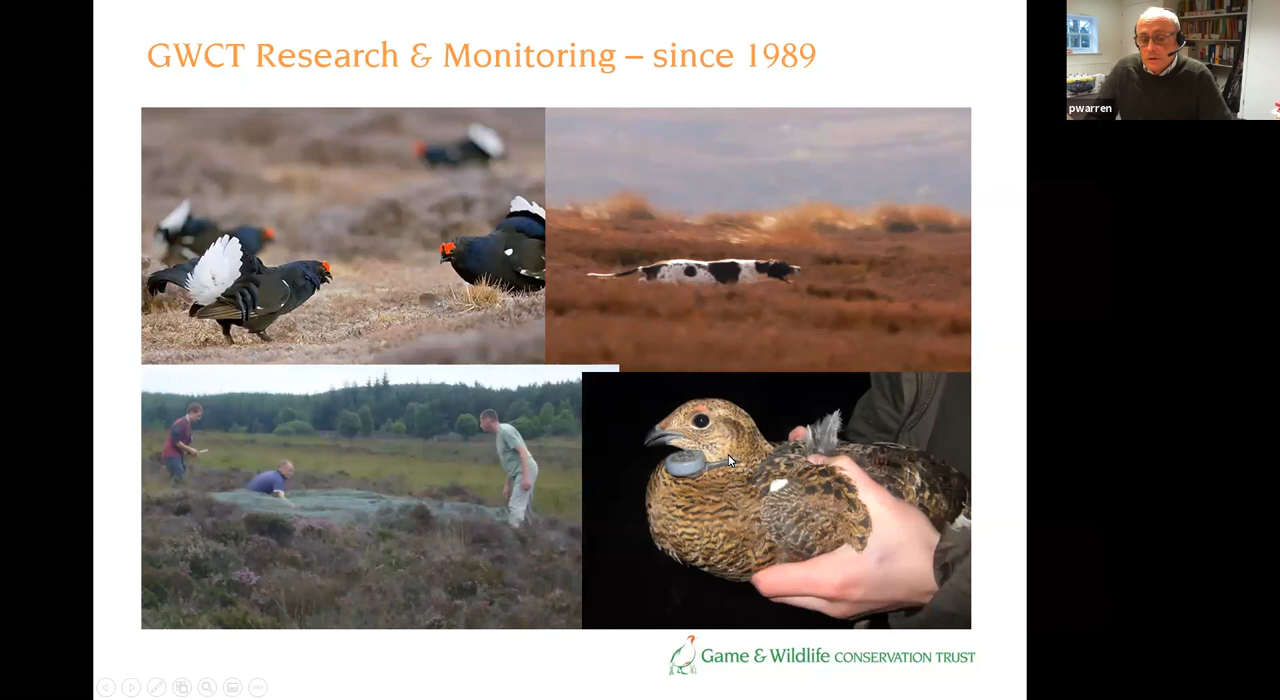 GWCT Research & Monitoring – since 1989
pwarren
Game & Wildlife CONSERVATION TRUST